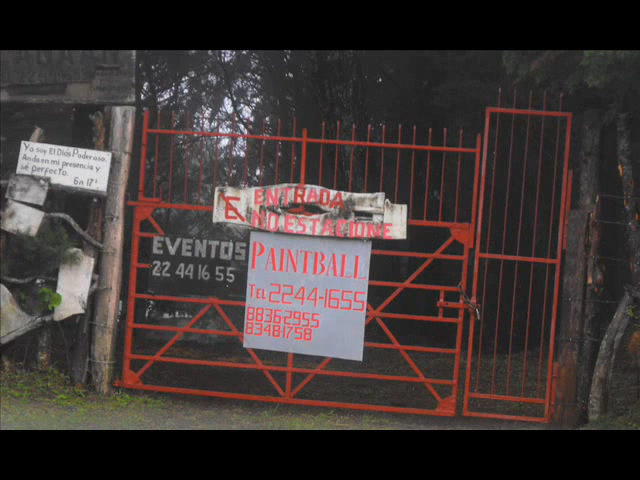 Yo soy El Dios Poderoso.
Anda en mi presencia y
sé perfecto.
Gn 17:1
ENTRADA
E NO ESTACIONE
EVENTOS
22 44 16 55
PAINTBALL
TEL 2244-1655
88362955
83481758